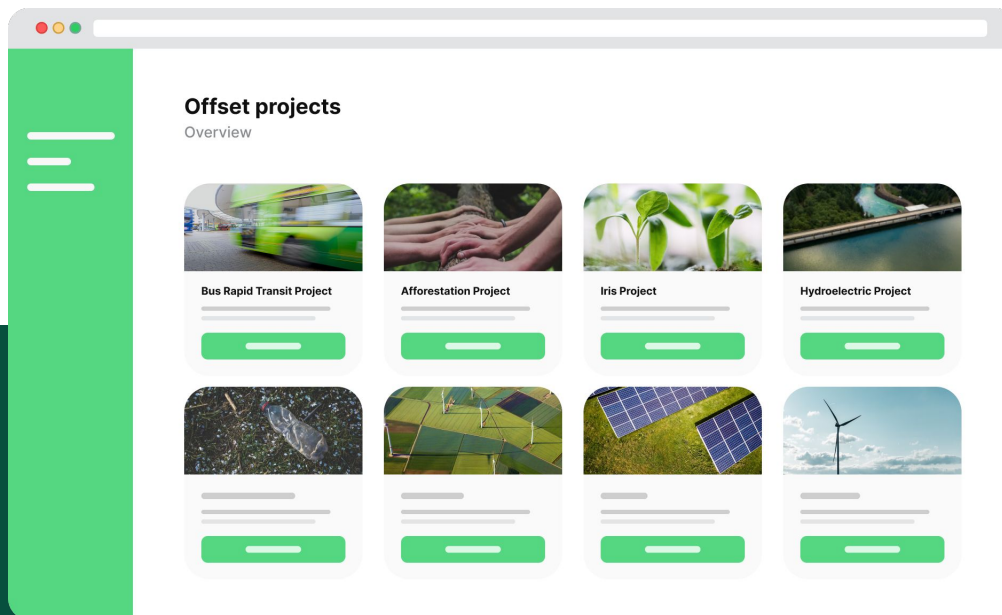 Offset projects
Overview
Bus Rapid Transit Project
Afforestation Project
Iris Project
Hydroelectric Project